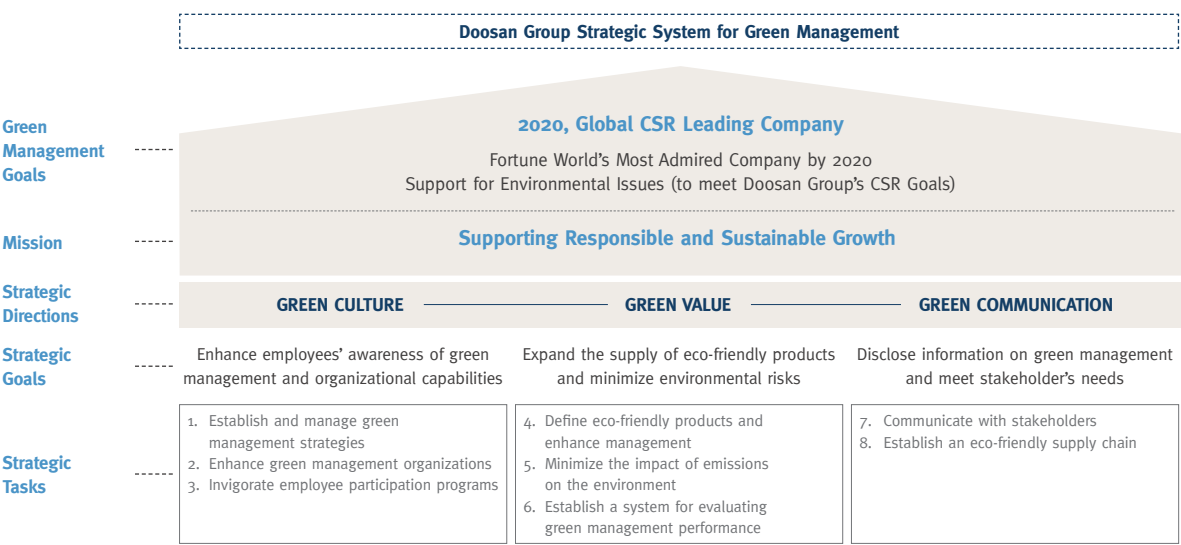 Doosan Group Strategic System for Green Management
Green
Management
Goals
2020, Global CSR Leading Company
Fortune World's Most Admired Company by 2020
Support for Environmental Issues (to meet Doosan Group's CSR Goals)
Mission
Supporting Responsible and Sustainable Growth
Strategic
Directions
GREEN CULTURE
GREEN VALUE
GREEN COMMUNICATION
Strategic
Goals
Enhance employees' awareness of green
management and organizational capabilities
Expand the supply of eco-friendly products
and minimize environmental risks
Disclose information on green management
and meet stakeholder's needs
Strategic
Tasks
1. Establish and manage green
management strategies
2. Enhance green management organizations
3. Invigorate employee participation programs
4. Define eco-friendly products and
enhance management
5. Minimize the impact of emissions
on the environment
6. Establish a system for evaluating
green management performance
7. Communicate with stakeholders
8. Establish an eco-friendly supply chain